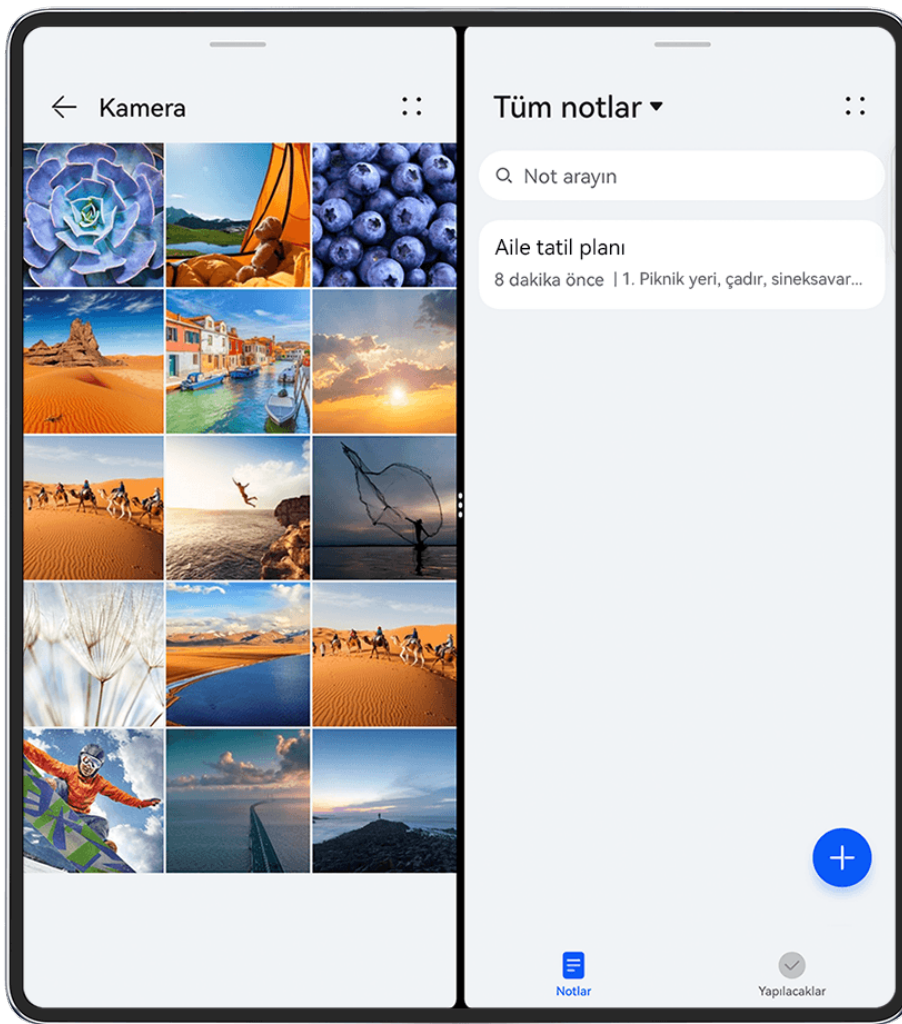 Kamera
Tüm notlar
Not arayın
Aile tatil planı
8 dakika önce | 1. Piknik yeri, çadır, sineksavar...
Notlar
Yapılacaklar